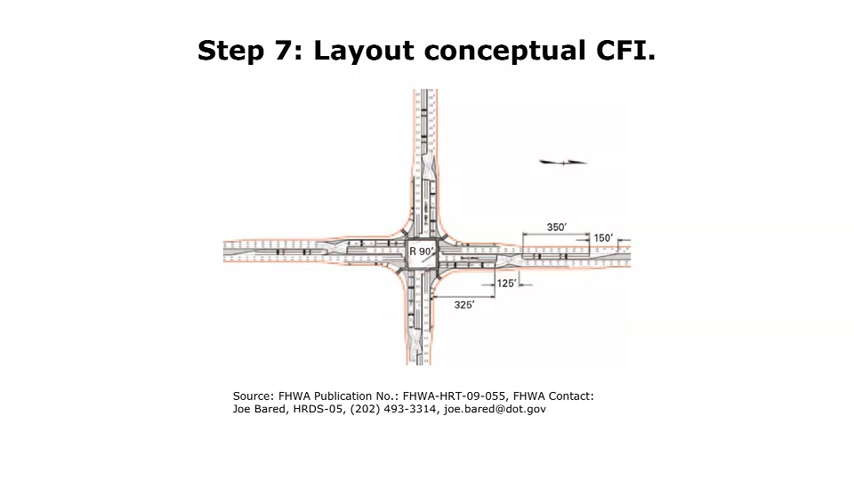 Step 7: Layout conceptual CFI.
350'
150'
R 90'
125'
325'
Source: FHWA Publication No.: FHWA-HRT-09-055, FHWA Contact:
Joe Bared, HRDS-05, (202) 493-3314, joe.bared@dot.gov